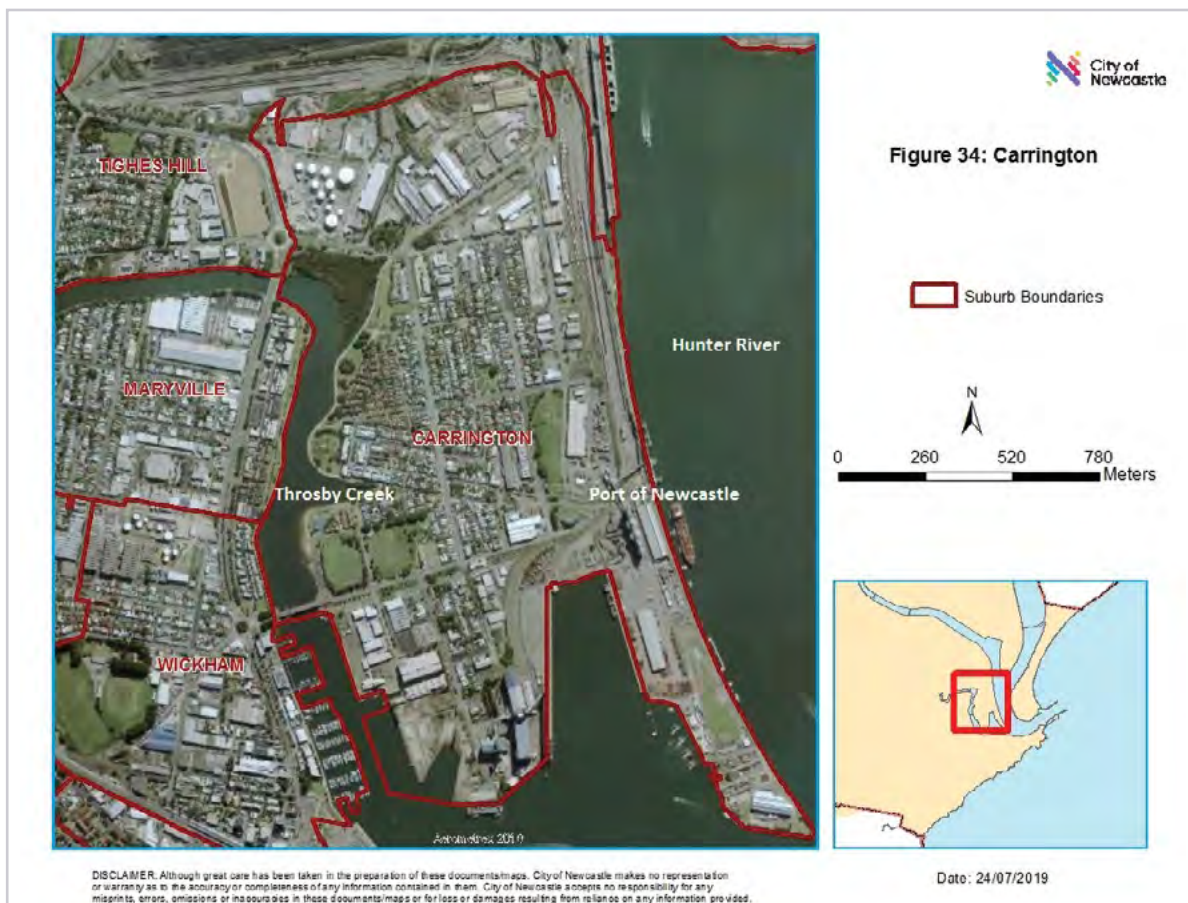 City of
Newcastle
Figure 34: Carrington
Suburb Boundaries
N
0 260 520 780
Meters
TIGHES HILL
MARYVILLE
CARRINGTON
WICKHAM
Hunter River
Throsby Creek
Port of Newcastle
Aerometrex 2018
DISCLAIMER: Although great care has been taken in the preparation of these documents/maps. City of Newcastle makes no representation
or warranty as to the accuracy or completeness of any information contained in them. City of Newcastle accepts no responsibility for any
misprints, errors, omissions or inaccuracies in these documents/maps or for loss or damages resulting from reliance on any information provided.
Date: 24/07/2019